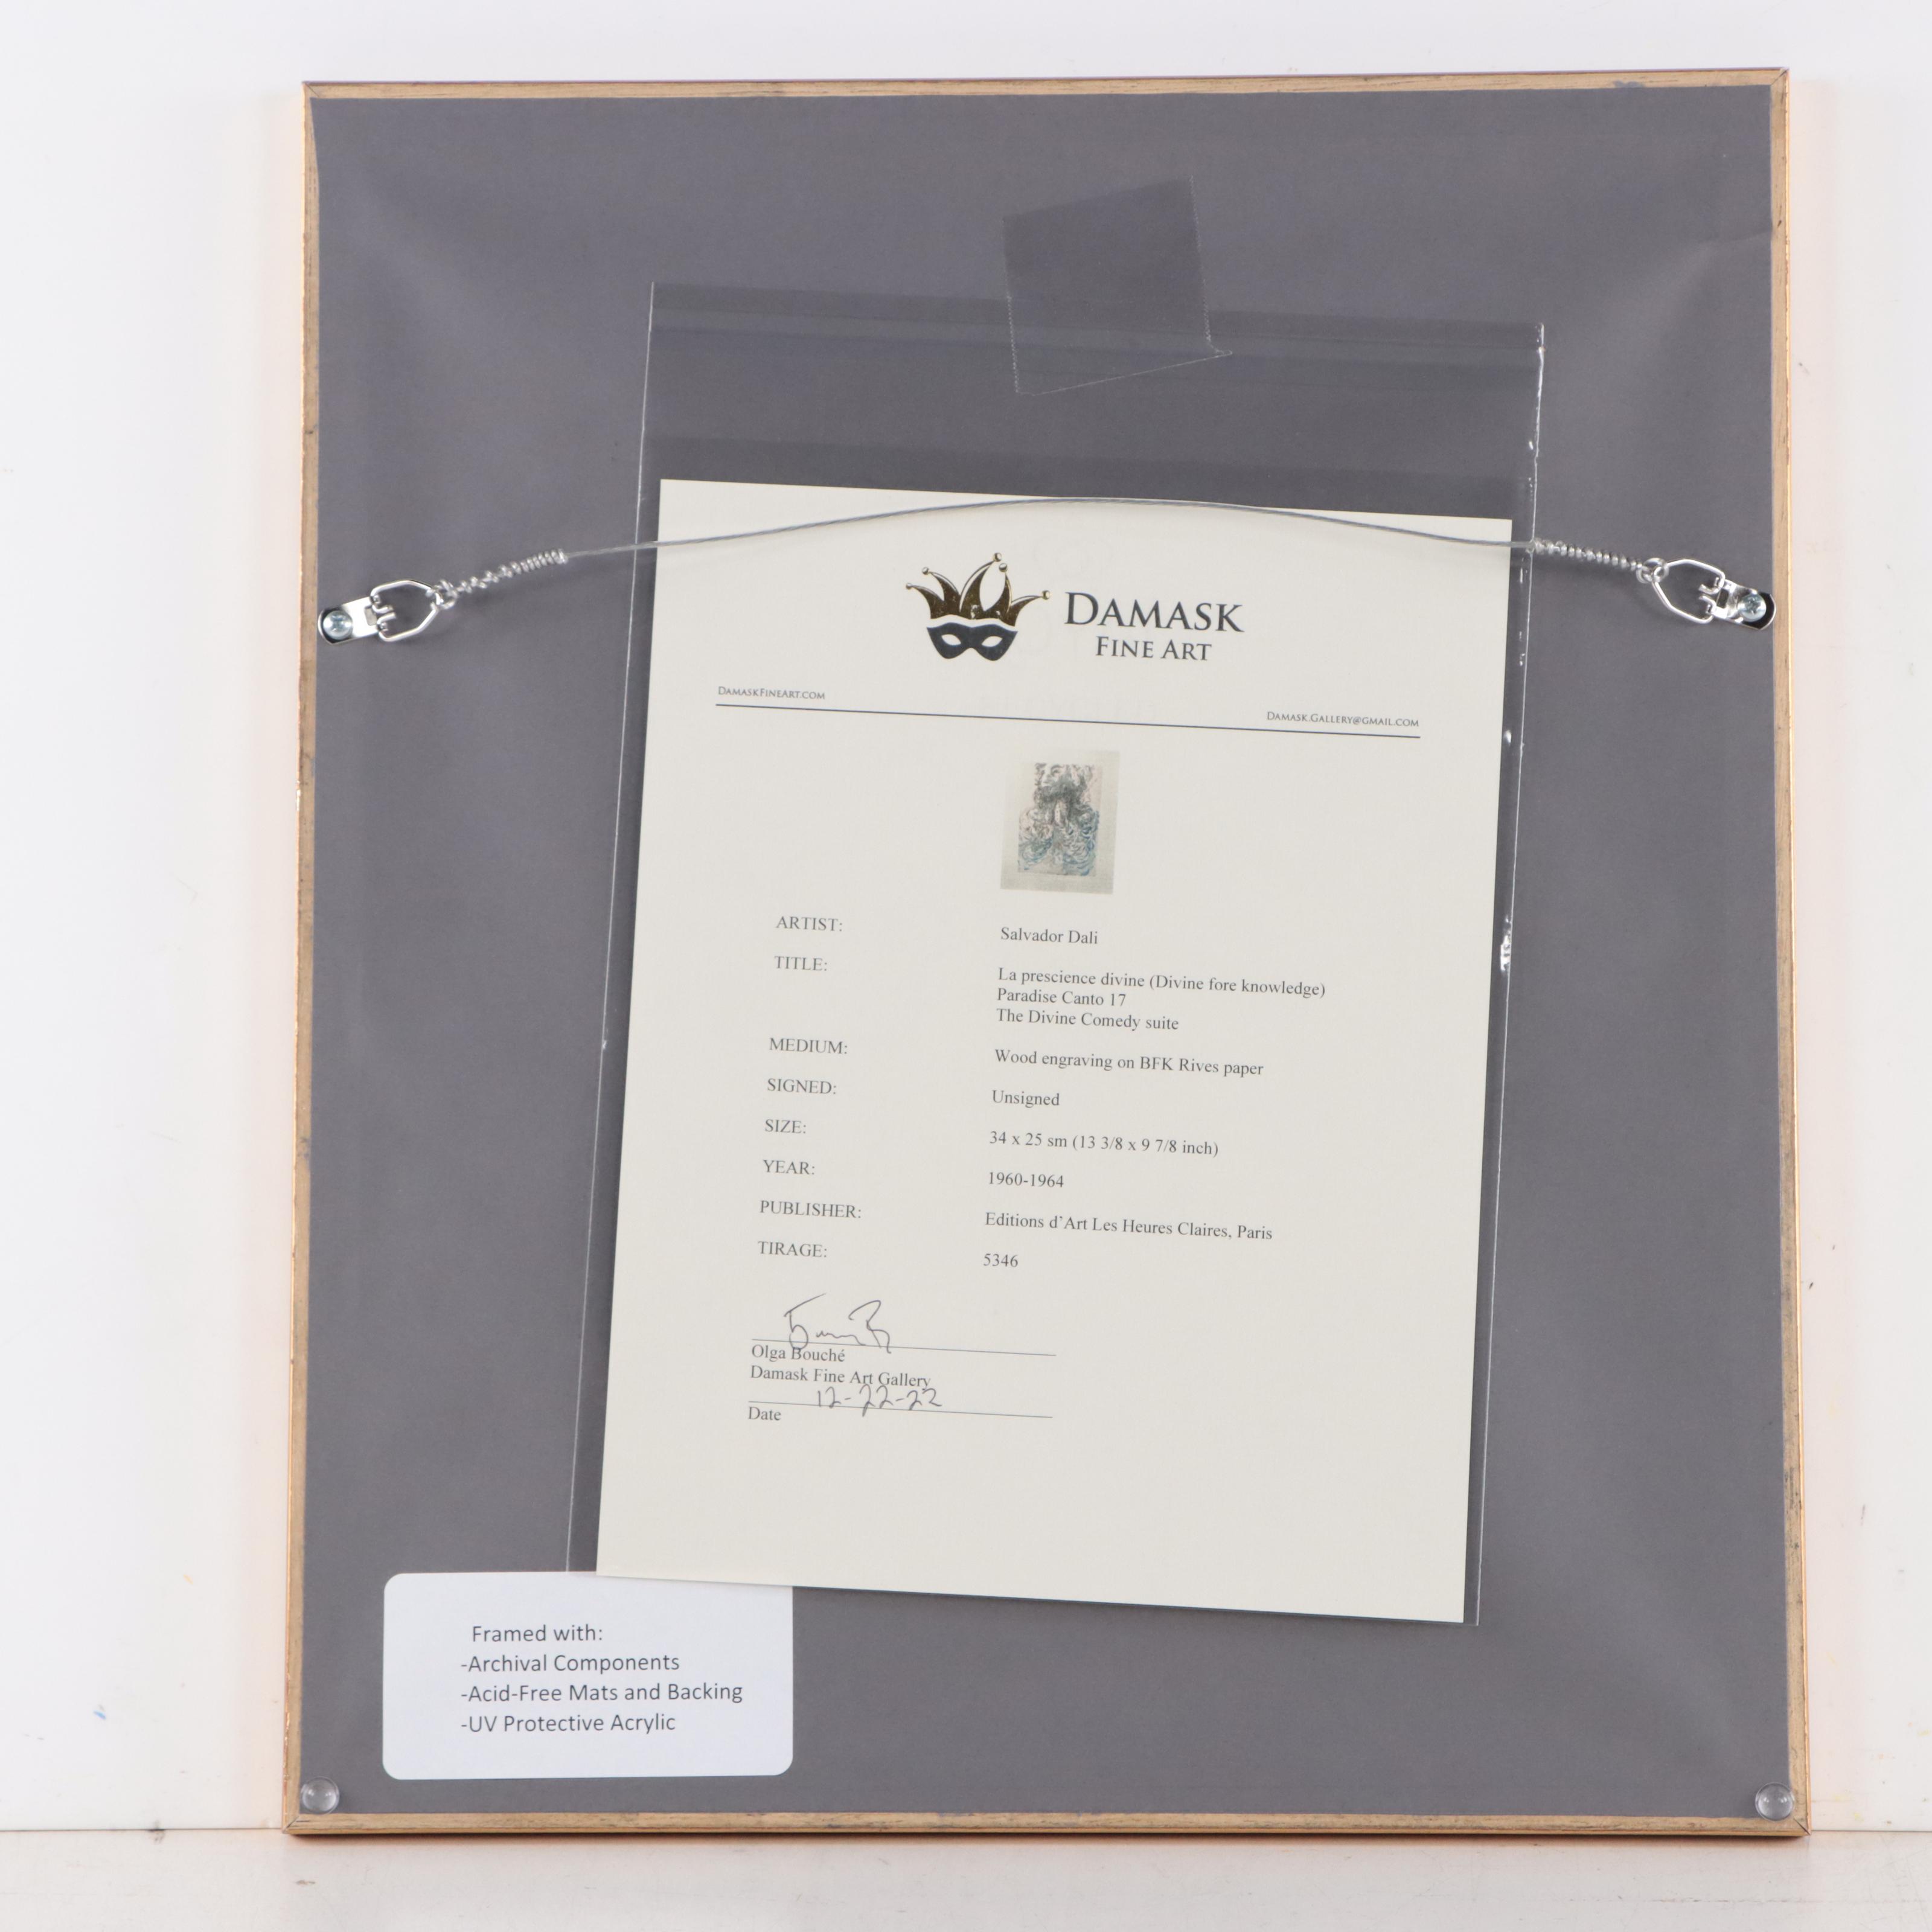 DAMASK
FINE ART
DAMASKFINEART.COM
DAMASK.GALLERY@GMAIL.COM
ARTIST: Salvador Dali
TITLE: La prescience divine (Divine fore knowledge)
Paradise Canto 17
The Divine Comedy suite
MEDIUM: Wood engraving on BFK Rives paper
SIGNED: Unsigned
SIZE: 34 x 25 sm (13 3/8 x 9 7/8 inch)
YEAR: 1960-1964
PUBLISHER: Editions d'Art Les Heures Claires, Paris
TIRAGE: 5346
Olga Bouché
Damask Fine Art Gallery
12-22-22
Date
Framed with:
-Archival Components
-Acid-Free Mats and Backing
-UV Protective Acrylic